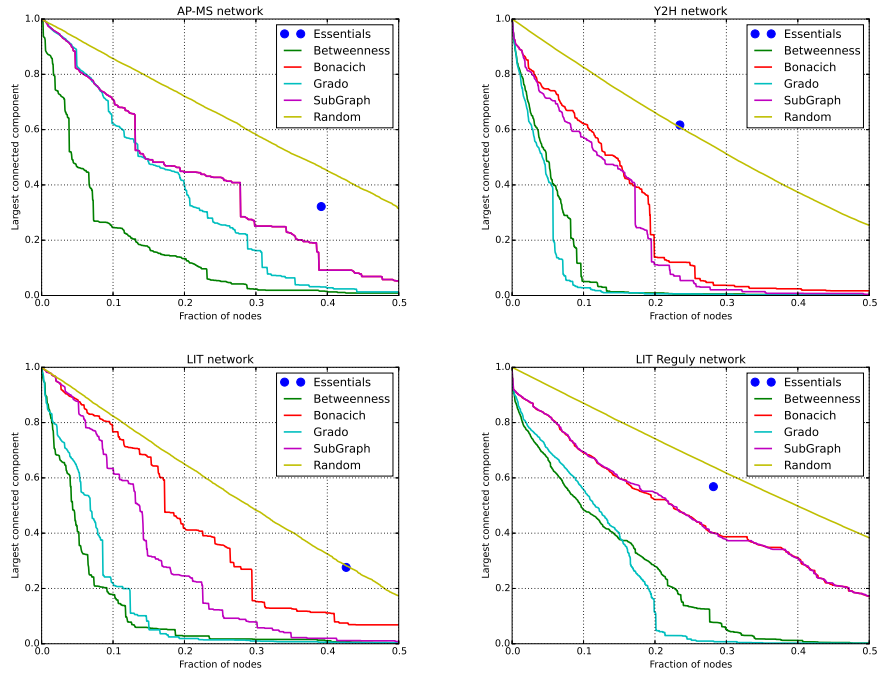 AP-MS network
Largest connected component
1.0
0.8
0.6
0.4
0.2
0.0
0.0 0.1 0.2 0.3 0.4 0.5
Fraction of nodes
Essentials
Betweenness
Bonacich
Grado
SubGraph
Random
Y2H network
Largest connected component
1.0
0.8
0.6
0.4
0.2
0.0
0.0 0.1 0.2 0.3 0.4 0.5
Fraction of nodes
Essentials
Betweenness
Bonacich
Grado
SubGraph
Random
LIT network
Largest connected component
1.0
0.8
0.6
0.4
0.2
0.0
0.0 0.1 0.2 0.3 0.4 0.5
Fraction of nodes
Essentials
Betweenness
Bonacich
Grado
SubGraph
Random
LIT Reguly network
Largest connected component
1.0
0.8
0.6
0.4
0.2
0.0
0.0 0.1 0.2 0.3 0.4 0.5
Fraction of nodes
Essentials
Betweenness
Bonacich
Grado
SubGraph
Random